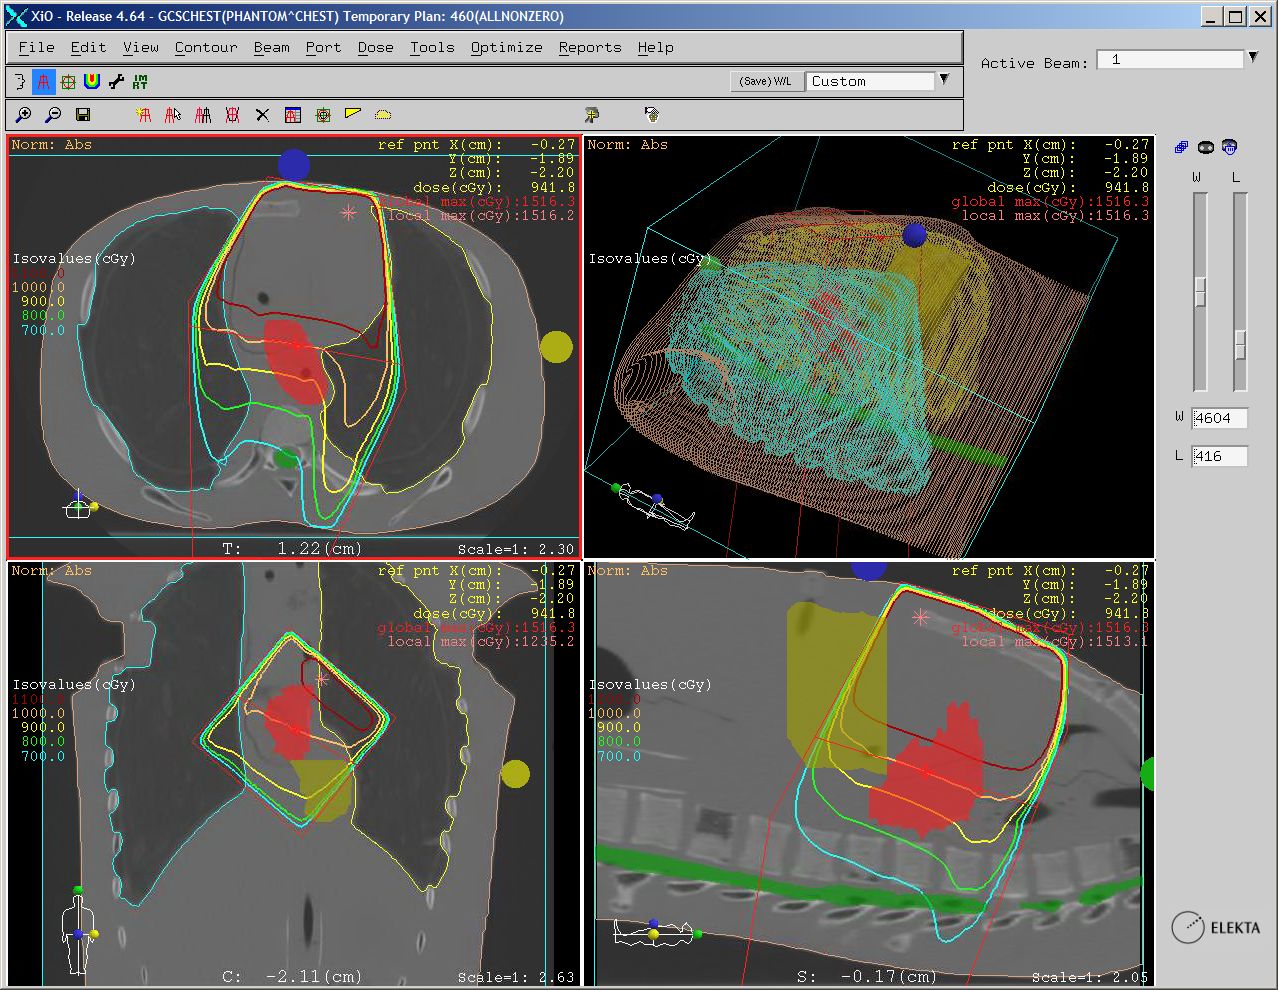 XiO - Release 4.64 - GCSCHEST(PHANTOM^CHEST) Temporary Plan: 460(ALLNONZERO)
File Edit View Contour Beam Port Dose Tools Optimize Reports Help
Active Beam: 1
IM
RT
(Save) W/L Custom
Norm: Abs
ref pnt X(cm): -0.27
Y(cm): -1.89
Z(cm): -2.20
dose(cGy): 941.8
global max(cGy):1516.3
local max(cGy):1516.2
Isovalues(cGy)
1100.0
1000.0
900.0
800.0
700.0
T: 1.22(cm)
Scale=1: 2.30
Norm: Abs
ref pnt X(cm): -0.27
Y(cm): -1.89
Z(cm): -2.20
dose(cGy): 941.8
global max(cGy):1516.3
local max(cGy):1516.3
Isovalues(cGy)
W L
W 4604
L 416
Norm: Abs
ref pnt X(cm): -0.27
Y(cm): -1.89
Z(cm): -2.20
dose(cGy): 941.8
global max(cGy):1516.3
local max(cGy):1235.2
Isovalues(cGy)
1100.0
1000.0
900.0
800.0
700.0
C: -2.11(cm)
Scale=1: 2.63
Norm: Abs
ref pnt X(cm): -0.27
Y(cm): -1.89
Z(cm): -2.20
dose(cGy): 941.8
global max(cGy):1516.3
local max(cGy):1513.1
Isovalues(cGy)
1100.0
1000.0
900.0
800.0
700.0
S: -0.17(cm)
Scale=1: 2.05
ELEKTA